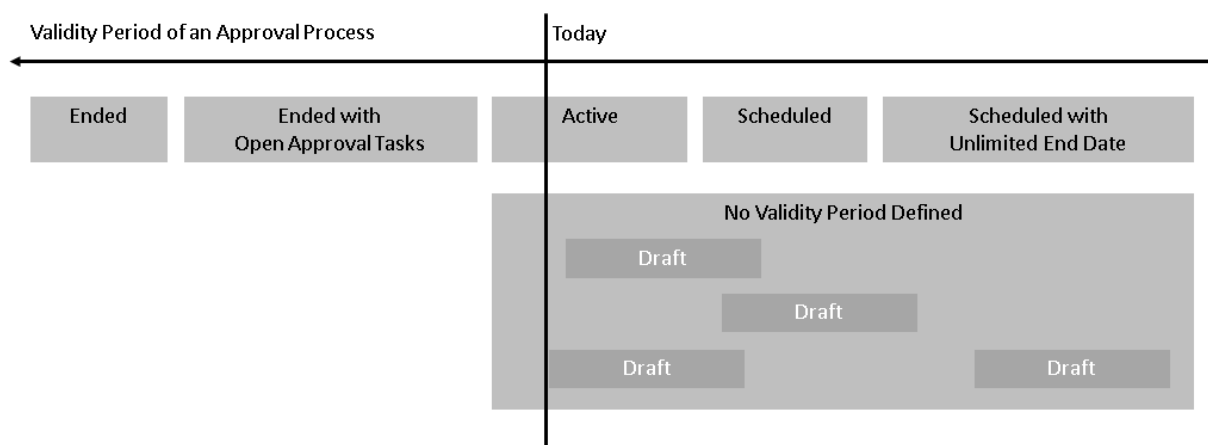 Validity Period of an Approval Process
Today
Ended
Ended with
Open Approval Tasks
Active
Scheduled
Scheduled with
Unlimited End Date
No Validity Period Defined
Draft
Draft
Draft
Draft